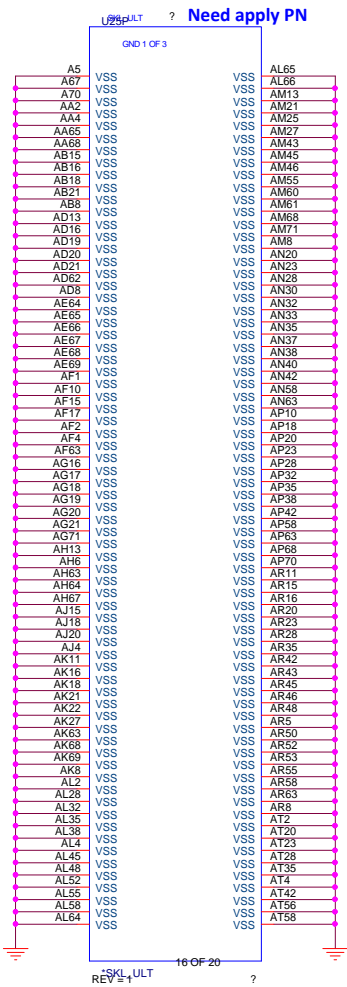 SKL_ULT ? Need apply PN
U25P
GND 1 OF 3
A5 VSS VSS AL65
A67 VSS VSS AL66
A70 VSS VSS AM13
AA2 VSS VSS AM21
AA4 VSS VSS AM25
AA65 VSS VSS AM27
AA68 VSS VSS AM43
AB15 VSS VSS AM45
AB16 VSS VSS AM46
AB18 VSS VSS AM55
AB21 VSS VSS AM60
AB8 VSS VSS AM61
AD13 VSS VSS AM68
AD16 VSS VSS AM71
AD19 VSS VSS AM8
AD20 VSS VSS AN20
AD21 VSS VSS AN23
AD62 VSS VSS AN28
AD8 VSS VSS AN30
AE64 VSS VSS AN32
AE65 VSS VSS AN33
AE66 VSS VSS AN35
AE67 VSS VSS AN37
AE68 VSS VSS AN38
AE69 VSS VSS AN40
AF1 VSS VSS AN42
AF10 VSS VSS AN58
AF15 VSS VSS AN63
AF17 VSS VSS AP10
AF2 VSS VSS AP18
AF4 VSS VSS AP20
AF63 VSS VSS AP23
AG16 VSS VSS AP28
AG17 VSS VSS AP32
AG18 VSS VSS AP35
AG19 VSS VSS AP38
AG20 VSS VSS AP42
AG21 VSS VSS AP58
AG71 VSS VSS AP63
AH13 VSS VSS AP68
AH6 VSS VSS AP70
AH63 VSS VSS AR11
AH64 VSS VSS AR15
AH67 VSS VSS AR16
AJ15 VSS VSS AR20
AJ18 VSS VSS AR23
AJ20 VSS VSS AR28
AJ4 VSS VSS AR35
AK11 VSS VSS AR42
AK16 VSS VSS AR43
AK18 VSS VSS AR45
AK21 VSS VSS AR46
AK22 VSS VSS AR48
AK27 VSS VSS AR5
AK63 VSS VSS AR50
AK68 VSS VSS AR52
AK69 VSS VSS AR53
AK8 VSS VSS AR55
AL2 VSS VSS AR58
AL28 VSS VSS AR63
AL32 VSS VSS AR8
AL35 VSS VSS AT2
AL38 VSS VSS AT20
AL4 VSS VSS AT23
AL45 VSS VSS AT28
AL48 VSS VSS AT35
AL52 VSS VSS AT4
AL55 VSS VSS AT42
AL58 VSS VSS AT56
AL64 VSS VSS AT58
16 OF 20
*SKL_ULT
REV = 1 ?